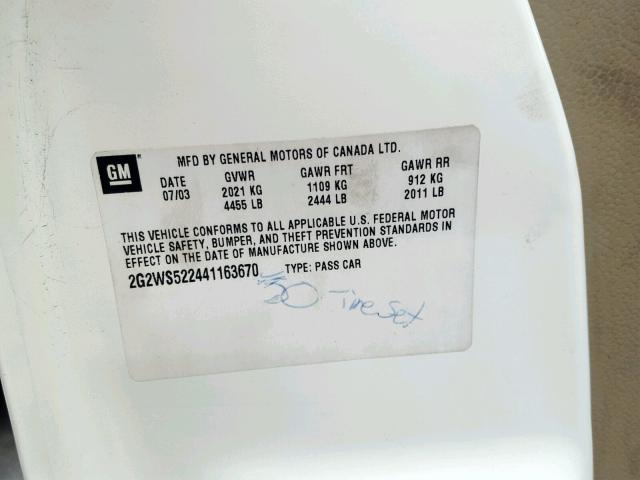 MFD BY GENERAL MOTORS OF CANADA LTD.
GM
DATE GVWR GAWR FRT GAWR RR
07/03 2021 KG 1109 KG 912 KG
4455 LB 2444 LB 2011 LB
THIS VEHICLE CONFORMS TO ALL APPLICABLE U.S. FEDERAL MOTOR
VEHICLE SAFETY, BUMPER, AND THEFT PREVENTION STANDARDS IN
EFFECT ON THE DATE OF MANUFACTURE SHOWN ABOVE.
2G2WS522441163670 TYPE: PASS CAR
30 Time Set